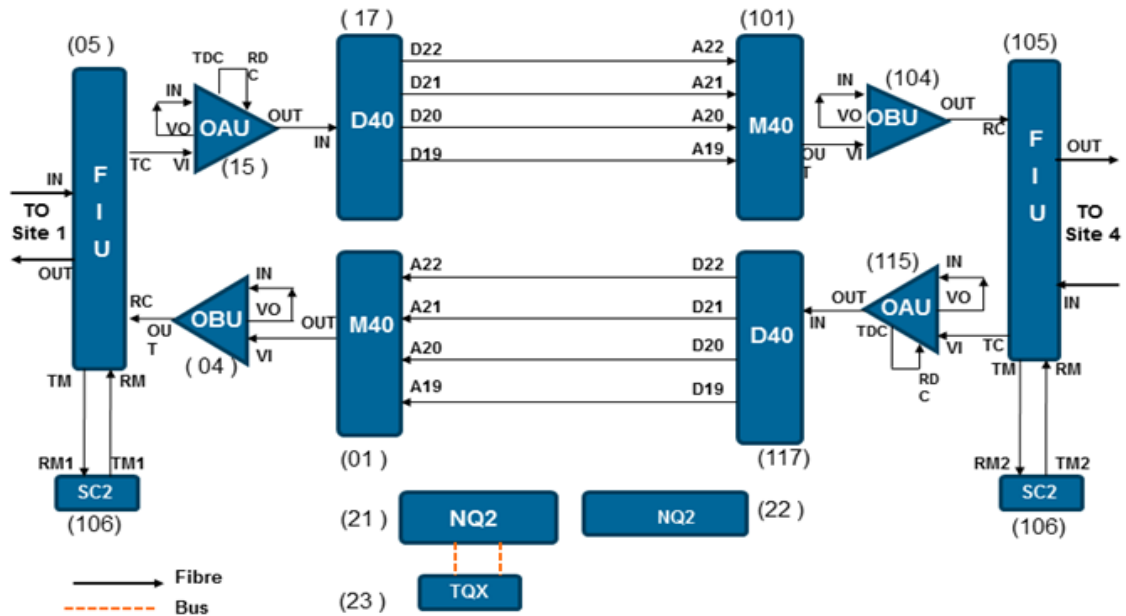 ( 17 )
(101)
(05 )
(105)
D22
A22
TDC
RD
C
IN
(104)
D21
A21
IN
OUT
VO
OAU
OUT
D40
D20
A20
M40
VO
OBU
RC
IN
TC
VI
(15 )
D19
A19
OU
T
VI
F
I
U
F
I
U
OUT
IN
TO
Site 1
TO
Site 4
OUT
IN
RC
OU
T
OBU
IN
VO
VI
( 04 )
OUT
M40
A22
D22
A21
D21
A20
D20
A19
D19
D40
IN
OUT
(115)
OAU
IN
VO
VI
TDC
RD
C
TC
TM
RM
TM
RM
RM1
TM1
RM2
TM2
SC2
(106)
SC2
(106)
(01 )
(117)
(21 )
NQ2
NQ2
(22 )
(23 )
TQX
Fibre
Bus